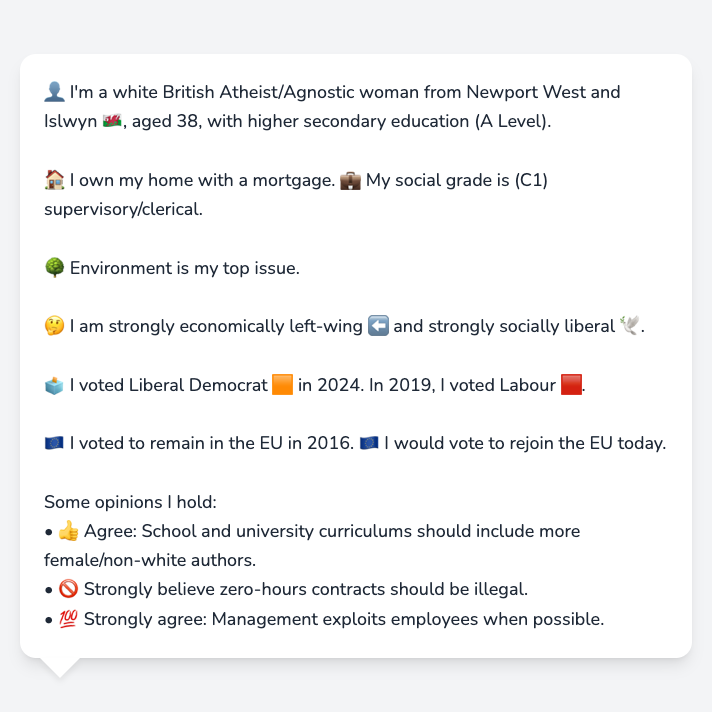 👤 I'm a white British Atheist/Agnostic woman from Newport West and
Islwyn 🏴󠁧󠁢󠁷󠁬󠁳󠁿, aged 38, with higher secondary education (A Level).
🏠 I own my home with a mortgage. 💼 My social grade is (C1)
supervisory/clerical.
🌳 Environment is my top issue.
🤔 I am strongly economically left-wing ⬅️ and strongly socially liberal 🕊️.
🗳️ I voted Liberal Democrat 🟧 in 2024. In 2019, I voted Labour 🟥.
🇪🇺 I voted to remain in the EU in 2016. 🇪🇺 I would vote to rejoin the EU today.
Some opinions I hold:
• 👍 Agree: School and university curriculums should include more
female/non-white authors.
• 🚫 Strongly believe zero-hours contracts should be illegal.
• 💯 Strongly agree: Management exploits employees when possible.